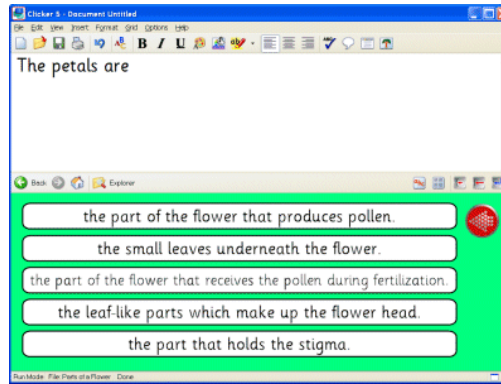 Clicker 5 - Document Untitled
File Edit View Insert Format Grid Options Help
B I U
The petals are
Back Explorer
the part of the flower that produces pollen.
the small leaves underneath the flower.
the part of the flower that receives the pollen during fertilization.
the leaf-like parts which make up the flower head.
the part that holds the stigma.
Run Mode File: Parts of a Flower Done